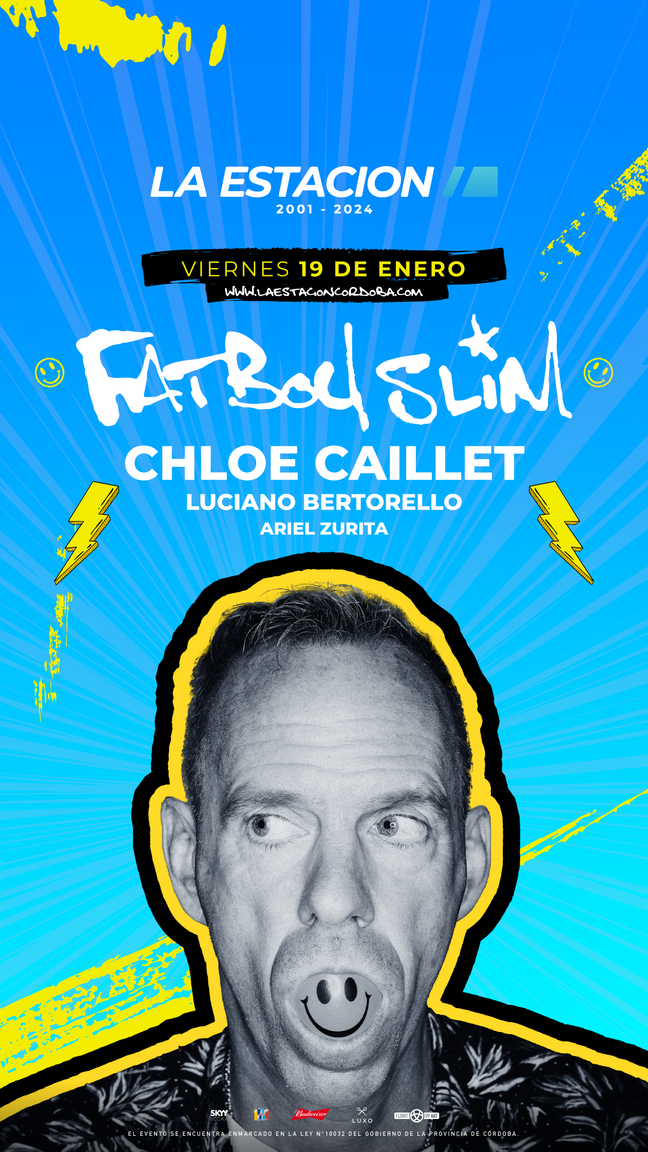 LA ESTACION
2001 - 2024
VIERNES 19 DE ENERO
WWW.LAESTACIONCORDOBA.COM
FATBOY SLIM
CHLOE CAILLET
LUCIANO BERTORELLO
ARIEL ZURITA
SKYY Budweiser LUXO
EL EVENTO SE ENCUENTRA ENMARCADO EN LA LEY N°10032 DEL GOBIERNO DE LA PROVINCIA DE CÓRDOBA.